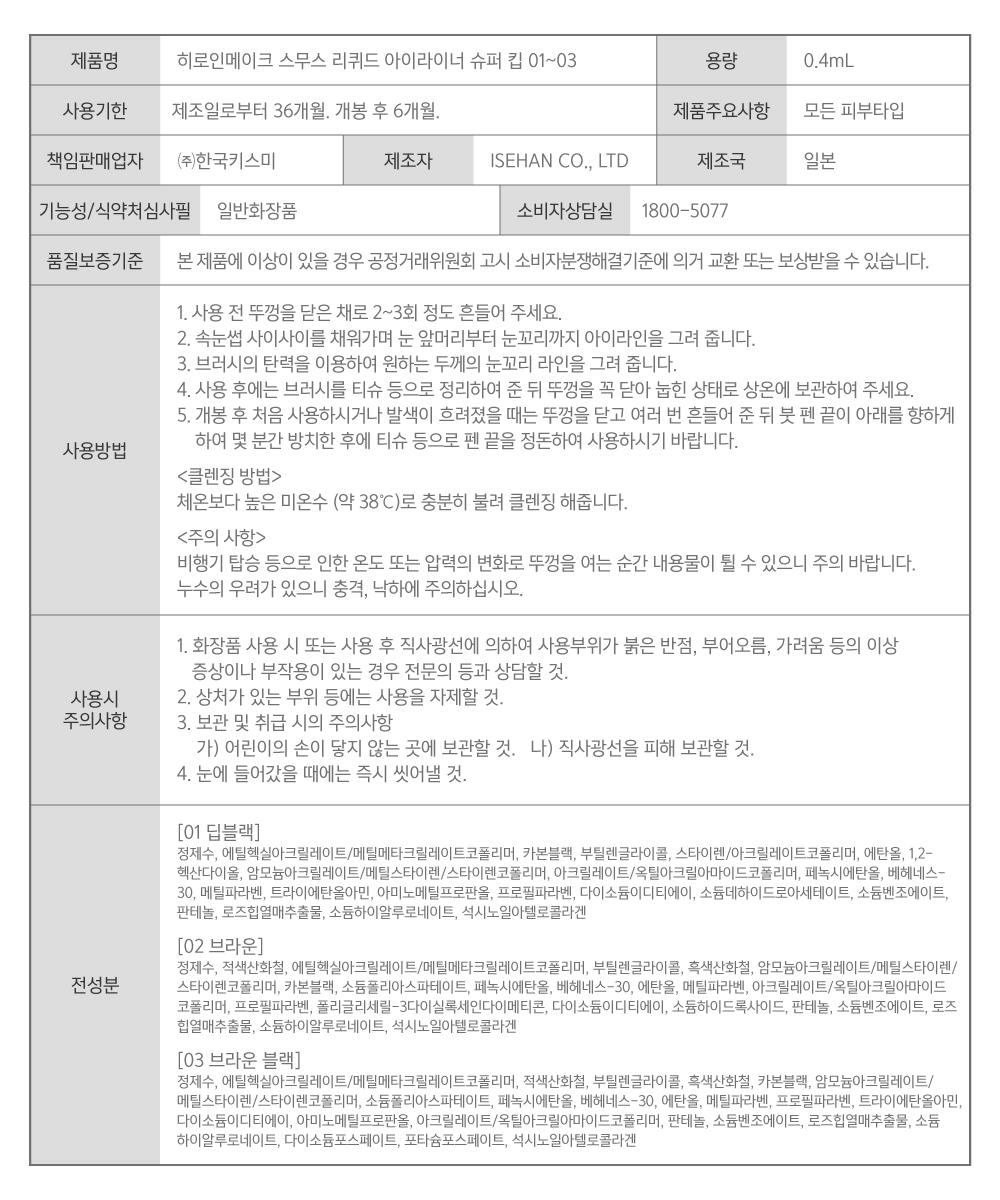 제품명 히로인메이크 스무스 리퀴드 아이라이너 슈퍼 킵 01~03 용량 0.4mL
사용기한 제조일로부터 36개월. 개봉 후 6개월. 제품주요사항 모든 피부타입
책임판매업자 ㈜한국키스미 제조자 ISEHAN CO., LTD 제조국 일본
기능성/식약처심사필 일반화장품 소비자상담실 1800-5077
품질보증기준 본 제품에 이상이 있을 경우 공정거래위원회 고시 소비자분쟁해결기준에 의거 교환 또는 보상받을 수 있습니다.
사용방법
1. 사용 전 뚜껑을 닫은 채로 2~3회 정도 흔들어 주세요.
2. 속눈썹 사이사이를 채워가며 눈 앞머리부터 눈꼬리까지 아이라인을 그려 줍니다.
3. 브러시의 탄력을 이용하여 원하는 두께의 눈꼬리 라인을 그려 줍니다.
4. 사용 후에는 브러시를 티슈 등으로 정리하여 준 뒤 뚜껑을 꼭 닫아 눕힌 상태로 상온에 보관하여 주세요.
5. 개봉 후 처음 사용하시거나 발색이 흐려졌을 때는 뚜껑을 닫고 여러 번 흔들어 준 뒤 붓 펜 끝이 아래를 향하게
하여 몇 분간 방치한 후에 티슈 등으로 펜 끝을 정돈하여 사용하시기 바랍니다.
<클렌징 방법>
체온보다 높은 미온수 (약 38℃)로 충분히 불려 클렌징 해줍니다.
<주의 사항>
비행기 탑승 등으로 인한 온도 또는 압력의 변화로 뚜껑을 여는 순간 내용물이 튈 수 있으니 주의 바랍니다.
누수의 우려가 있으니 충격, 낙하에 주의하십시오.
사용시
주의사항
1. 화장품 사용 시 또는 사용 후 직사광선에 의하여 사용부위가 붉은 반점, 부어오름, 가려움 등의 이상
증상이나 부작용이 있는 경우 전문의 등과 상담할 것.
2. 상처가 있는 부위 등에는 사용을 자제할 것.
3. 보관 및 취급 시의 주의사항
가) 어린이의 손이 닿지 않는 곳에 보관할 것. 나) 직사광선을 피해 보관할 것.
4. 눈에 들어갔을 때에는 즉시 씻어낼 것.
전성분
[01 딥블랙]
정제수, 에틸헥실아크릴레이트/메틸메타크릴레이트코폴리머, 카본블랙, 부틸렌글라이콜, 스타이렌/아크릴레이트코폴리머, 에탄올, 1,2-
헥산다이올, 암모늄아크릴레이트/메틸스타이렌/스타이렌코폴리머, 아크릴레이트/옥틸아크릴아마이드코폴리머, 페녹시에탄올, 베헤네스-
30, 메틸파라벤, 트라이에탄올아민, 아미노메틸프로판올, 프로필파라벤, 다이소듐이디티에이, 소듐데하이드로아세테이트, 소듐벤조에이트,
판테놀, 로즈힙열매추출물, 소듐하이알루로네이트, 석시노일아텔로콜라겐
[02 브라운]
정제수, 적색산화철, 에틸헥실아크릴레이트/메틸메타크릴레이트코폴리머, 부틸렌글라이콜, 흑색산화철, 암모늄아크릴레이트/메틸스타이렌/
스타이렌코폴리머, 카본블랙, 소듐폴리아스파테이트, 페녹시에탄올, 베헤네스-30, 에탄올, 메틸파라벤, 아크릴레이트/옥틸아크릴아마이드
코폴리머, 프로필파라벤, 폴리글리세릴-3다이실록세인다이메티콘, 다이소듐이디티에이, 소듐하이드록사이드, 판테놀, 소듐벤조에이트, 로즈
힙열매추출물, 소듐하이알루로네이트, 석시노일아텔로콜라겐
[03 브라운 블랙]
정제수, 에틸헥실아크릴레이트/메틸메타크릴레이트코폴리머, 적색산화철, 부틸렌글라이콜, 흑색산화철, 카본블랙, 암모늄아크릴레이트/
메틸스타이렌/스타이렌코폴리머, 소듐폴리아스파테이트, 페녹시에탄올, 베헤네스-30, 에탄올, 메틸파라벤, 프로필파라벤, 트라이에탄올아민,
다이소듐이디티에이, 아미노메틸프로판올, 아크릴레이트/옥틸아크릴아마이드코폴리머, 판테놀, 소듐벤조에이트, 로즈힙열매추출물, 소듐
하이알루로네이트, 다이소듐포스페이트, 포타슘포스페이트, 석시노일아텔로콜라겐